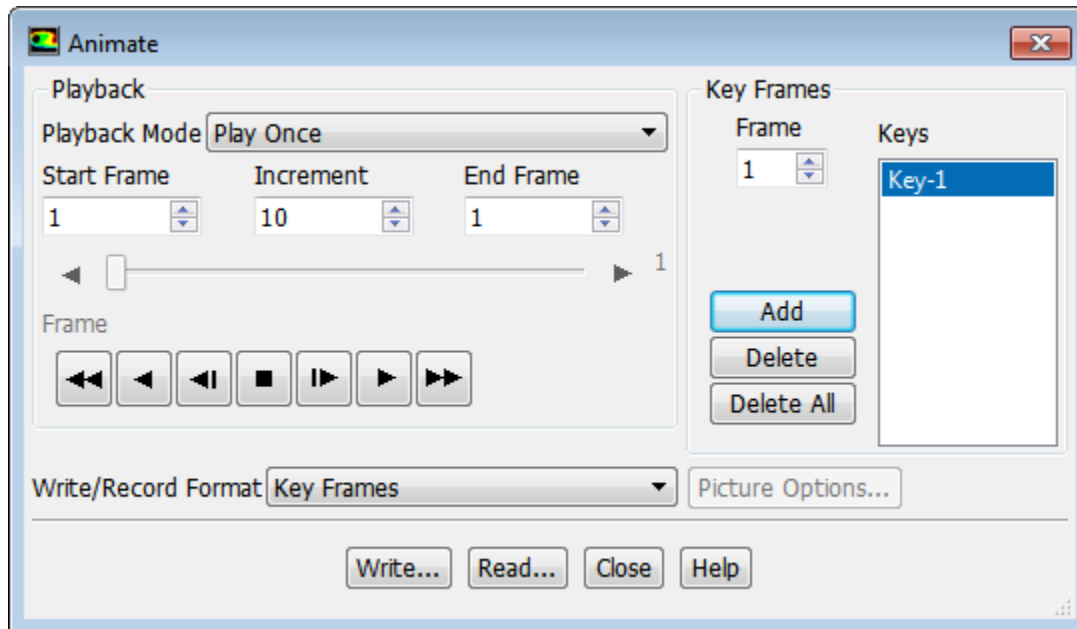 Animate
Playback
Playback Mode Play Once
Start Frame Increment End Frame
1 10 1
1
Frame
Key Frames
Frame Keys
1
Key-1
Add
Delete
Delete All
Write/Record Format Key Frames Picture Options...
Write... Read... Close Help